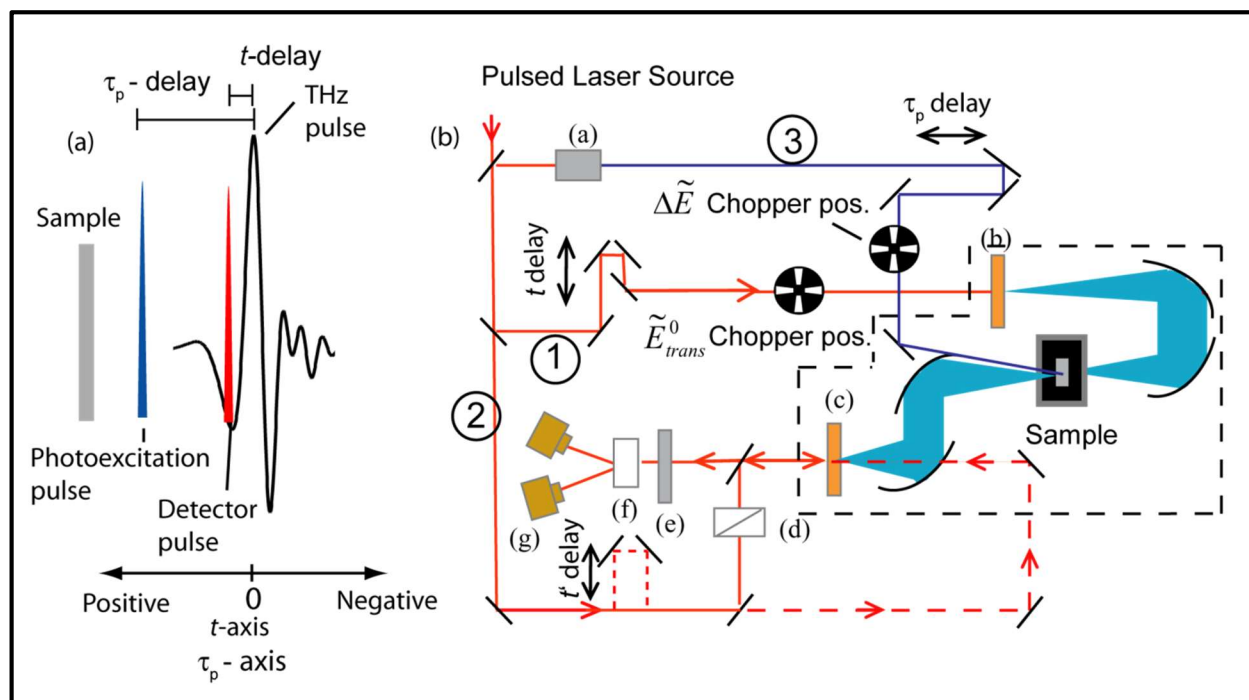 t-delay
τp - delay
THz
pulse
(a)
Sample
Photoexcitation
pulse
Detector
pulse
Positive
0
Negative
t-axis
τp - axis
Pulsed Laser Source
(b)
(a)
3
τp delay
ΔẼ Chopper pos.
(b)
t delay
1
Ẽ⁰trans Chopper pos.
2
(c)
Sample
(g)
(f)
(e)
(d)
t' delay